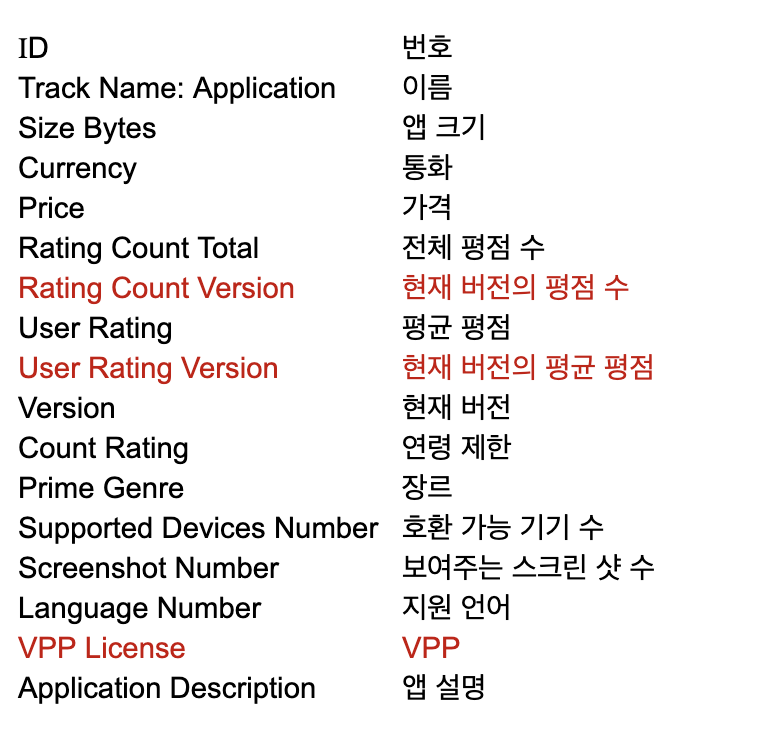 ID 번호
Track Name: Application 이름
Size Bytes 앱 크기
Currency 통화
Price 가격
Rating Count Total 전체 평점 수
Rating Count Version 현재 버전의 평점 수
User Rating 평균 평점
User Rating Version 현재 버전의 평균 평점
Version 현재 버전
Count Rating 연령 제한
Prime Genre 장르
Supported Devices Number 호환 가능 기기 수
Screenshot Number 보여주는 스크린 샷 수
Language Number 지원 언어
VPP License VPP
Application Description 앱 설명